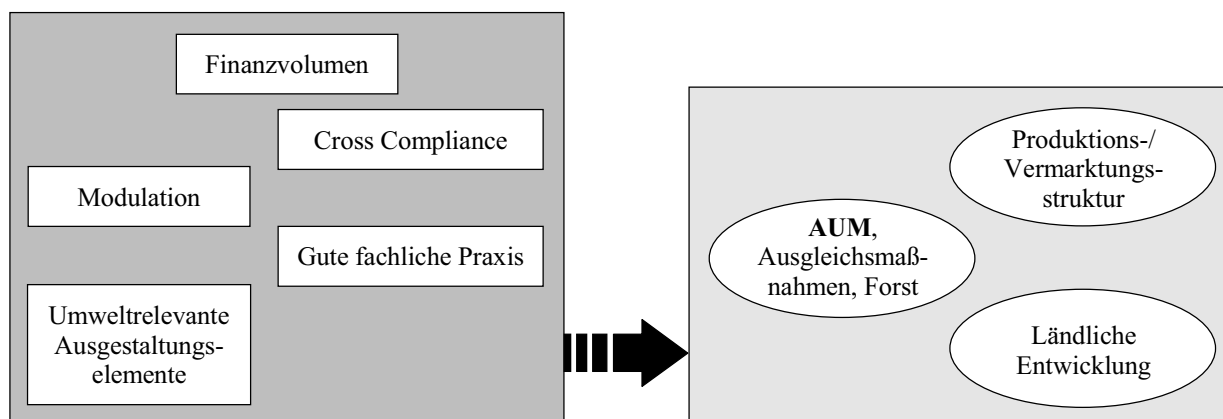 Finanzvolumen
Cross Compliance
Modulation
Gute fachliche Praxis
Umweltrelevante
Ausgestaltungs-
elemente
Produktions-/
Vermarktungs-
struktur
AUM,
Ausgleichsmaß-
nahmen, Forst
Ländliche
Entwicklung